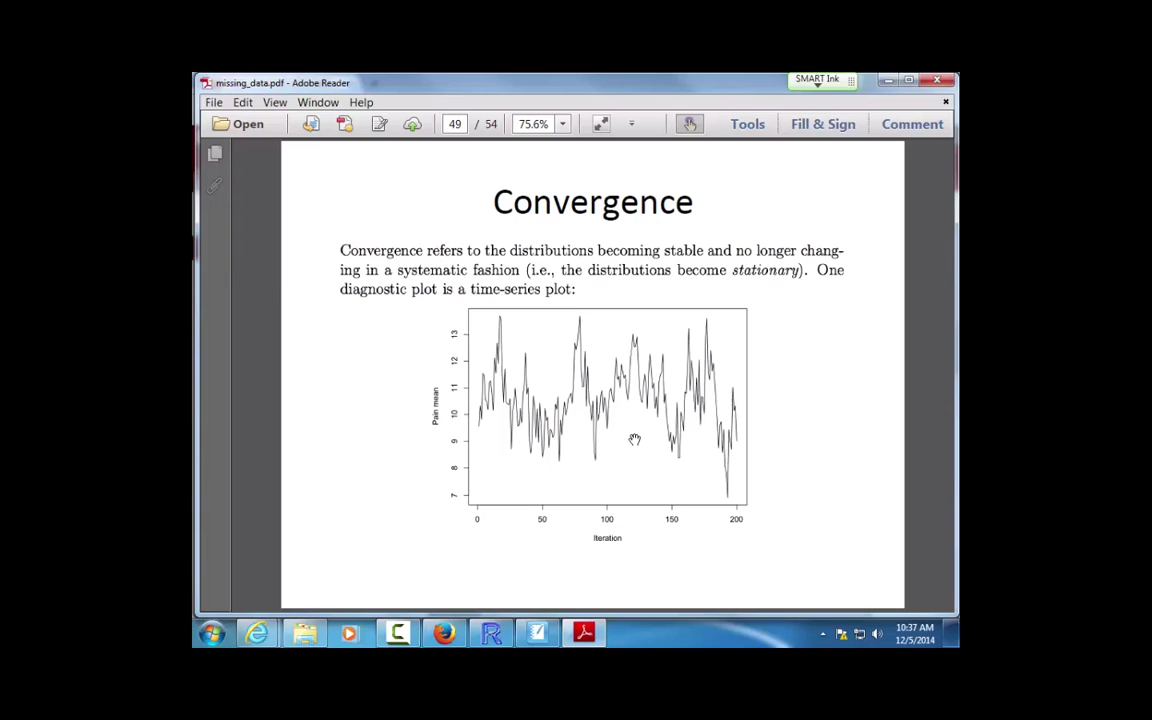 missing_data.pdf - Adobe Reader
SMART Ink
File Edit View Window Help
Open 49 / 54 75.6% Tools Fill & Sign Comment
Convergence
Convergence refers to the distributions becoming stable and no longer chang-
ing in a systematic fashion (i.e., the distributions become stationary). One
diagnostic plot is a time-series plot:
13
12
11
10
9
8
7
Pain mean
0 50 100 150 200
Iteration
10:37 AM
12/5/2014